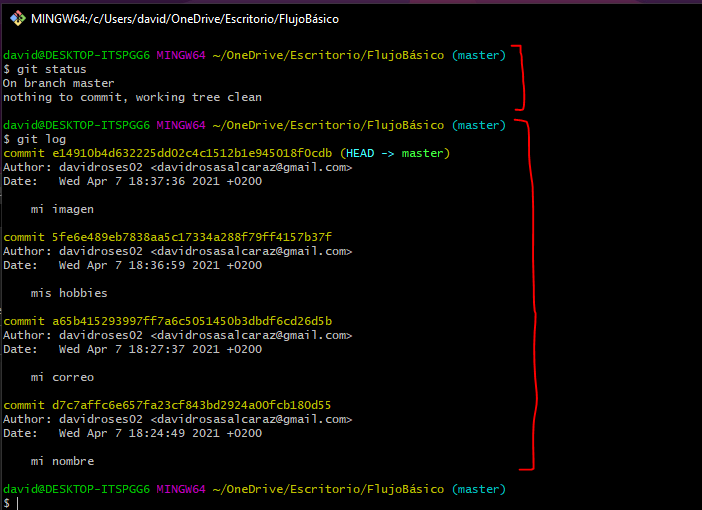 MINGW64:/c/Users/david/OneDrive/Escritorio/FlujoBásico
david@DESKTOP-ITSPGG6 MINGW64 ~/OneDrive/Escritorio/FlujoBásico (master)
$ git status
On branch master
nothing to commit, working tree clean
david@DESKTOP-ITSPGG6 MINGW64 ~/OneDrive/Escritorio/FlujoBásico (master)
$ git log
commit e14910b4d632225dd02c4c1512b1e945018f0cdb (HEAD -> master)
Author: davidroses02 <davidrosasalcaraz@gmail.com>
Date:   Wed Apr 7 18:37:36 2021 +0200
mi imagen
commit 5fe6e489eb7838aa5c17334a288f79ff4157b37f
Author: davidroses02 <davidrosasalcaraz@gmail.com>
Date:   Wed Apr 7 18:36:59 2021 +0200
mis hobbies
commit a65b415293997ff7a6c5051450b3dbdf6cd26d5b
Author: davidroses02 <davidrosasalcaraz@gmail.com>
Date:   Wed Apr 7 18:27:37 2021 +0200
mi correo
commit d7c7affc6e657fa23cf843bd2924a00fcb180d55
Author: davidroses02 <davidrosasalcaraz@gmail.com>
Date:   Wed Apr 7 18:24:49 2021 +0200
mi nombre
david@DESKTOP-ITSPGG6 MINGW64 ~/OneDrive/Escritorio/FlujoBásico (master)
$